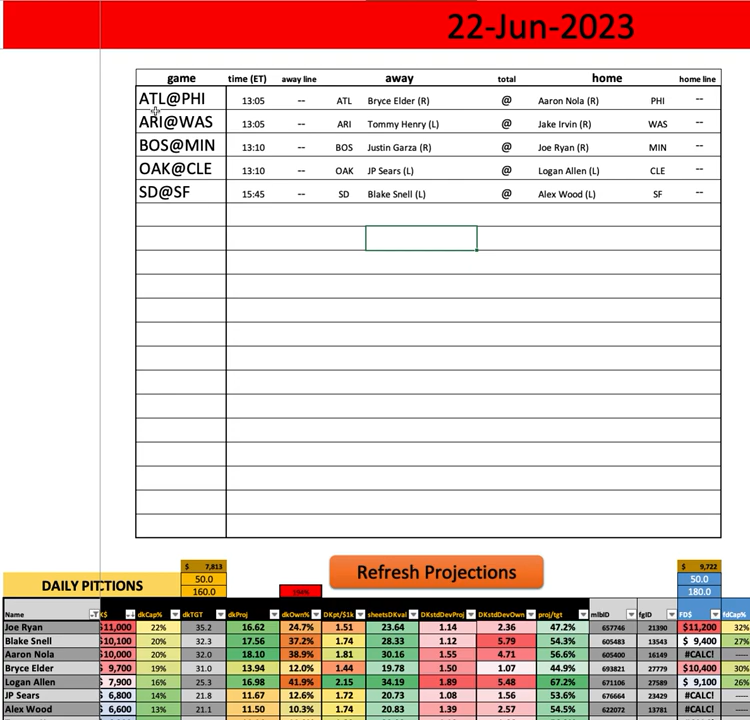 22-Jun-2023
game time (ET) away line away total home home line
ATL@PHI 13:05 -- ATL Bryce Elder (R) @ Aaron Nola (R) PHI --
ARI@WAS 13:05 -- ARI Tommy Henry (L) @ Jake Irvin (R) WAS --
BOS@MIN 13:10 -- BOS Justin Garza (R) @ Joe Ryan (R) MIN --
OAK@CLE 13:10 -- OAK JP Sears (L) @ Logan Allen (L) CLE --
SD@SF 15:45 -- SD Blake Snell (L) @ Alex Wood (L) SF --
$ 7,813 $ 9,722
DAILY PITCTIONS 50.0 Refresh Projections 50.0
160.0 194% 180.0
Name K$ dkCap% dkTGT dkProj dkOwn% DKpt/$1k sheetsDKval DKstdDevProj DKstdDevOwn proj/tgt mlbID fgID FD$ fdCap%
Joe Ryan $11,000 22% 35.2 16.62 24.7% 1.51 23.64 1.14 2.36 47.2% 657746 21390 $11,200 32%
Blake Snell $10,100 20% 32.3 17.56 37.2% 1.74 28.33 1.12 5.79 54.3% 605483 13543 $ 9,400 27%
Aaron Nola $10,000 20% 32.0 18.10 38.9% 1.81 30.16 1.55 4.71 56.6% 605400 16149 #CALC! ----
Bryce Elder $ 9,700 19% 31.0 13.94 12.0% 1.44 19.78 1.50 1.07 44.9% 693821 27779 $10,400 30%
Logan Allen $ 7,900 16% 25.3 16.98 41.9% 2.15 34.19 1.89 5.48 67.2% 671106 27589 $ 9,100 26%
JP Sears $ 6,800 14% 21.8 11.67 12.6% 1.72 20.73 1.08 1.56 53.6% 676664 23429 #CALC! ----
Alex Wood $ 6,600 13% 21.1 11.50 10.3% 1.74 20.83 1.39 2.57 54.5% 622072 13781 #CALC! ----